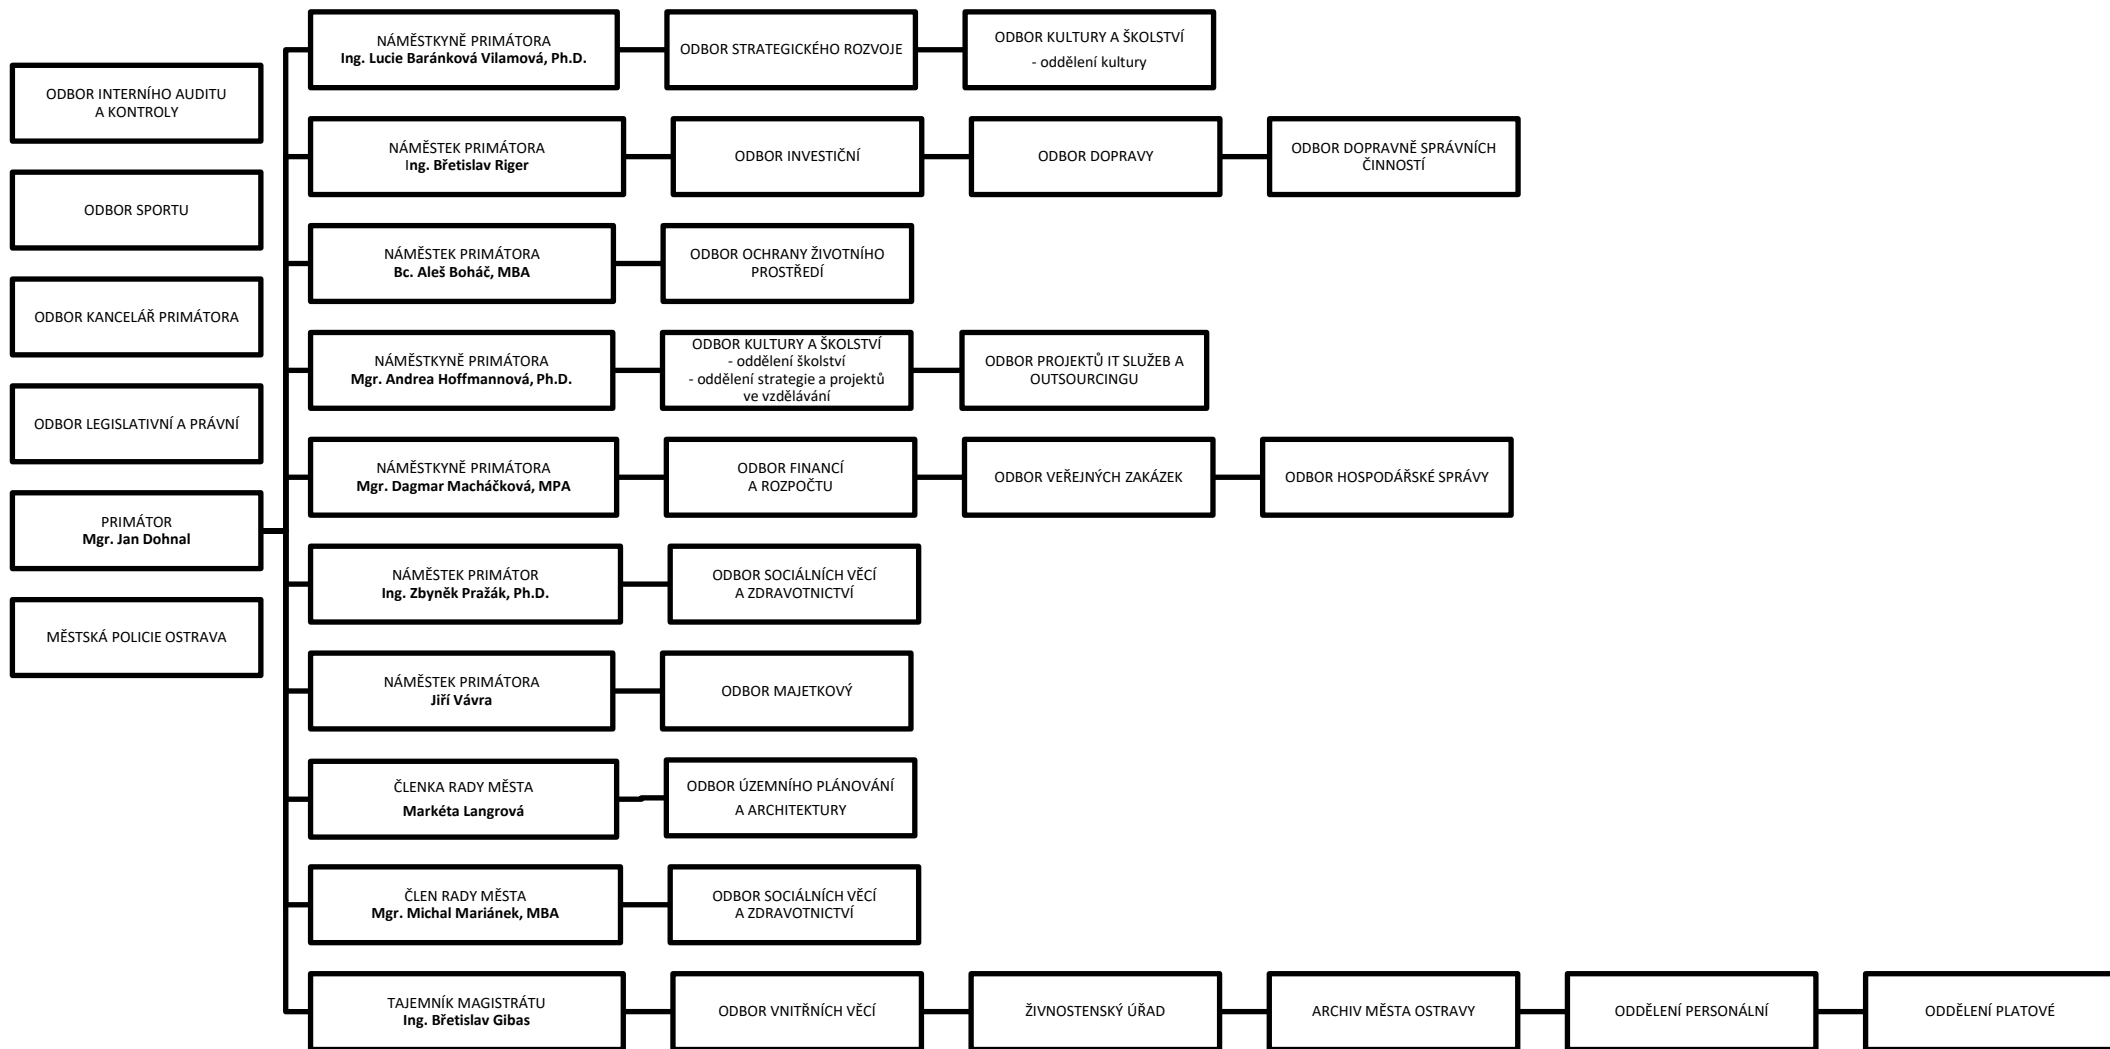 ODBOR INTERNÍHO AUDITU
A KONTROLY
ODBOR SPORTU
ODBOR KANCELÁŘ PRIMÁTORA
ODBOR LEGISLATIVNÍ A PRÁVNÍ
PRIMÁTOR
Mgr. Jan Dohnal
MĚSTSKÁ POLICIE OSTRAVA
NÁMĚSTKYNĚ PRIMÁTORA
Ing. Lucie Baránková Vilamová, Ph.D.
ODBOR STRATEGICKÉHO ROZVOJE
ODBOR KULTURY A ŠKOLSTVÍ
- oddělení kultury
NÁMĚSTEK PRIMÁTORA
Ing. Břetislav Riger
ODBOR INVESTIČNÍ
ODBOR DOPRAVY
ODBOR DOPRAVNĚ SPRÁVNÍCH
ČINNOSTÍ
NÁMĚSTEK PRIMÁTORA
Bc. Aleš Boháč, MBA
ODBOR OCHRANY ŽIVOTNÍHO
PROSTŘEDÍ
NÁMĚSTKYNĚ PRIMÁTORA
Mgr. Andrea Hoffmannová, Ph.D.
ODBOR KULTURY A ŠKOLSTVÍ
- oddělení školství
- oddělení strategie a projektů
ve vzdělávání
ODBOR PROJEKTŮ IT SLUŽEB A
OUTSOURCINGU
NÁMĚSTKYNĚ PRIMÁTORA
Mgr. Dagmar Macháčková, MPA
ODBOR FINANCÍ
A ROZPOČTU
ODBOR VEŘEJNÝCH ZAKÁZEK
ODBOR HOSPODÁŘSKÉ SPRÁVY
NÁMĚSTEK PRIMÁTOR
Ing. Zbyněk Pražák, Ph.D.
ODBOR SOCIÁLNÍCH VĚCÍ
A ZDRAVOTNICTVÍ
NÁMĚSTEK PRIMÁTORA
Jiří Vávra
ODBOR MAJETKOVÝ
ČLENKA RADY MĚSTA
Markéta Langrová
ODBOR ÚZEMNÍHO PLÁNOVÁNÍ
A ARCHITEKTURY
ČLEN RADY MĚSTA
Mgr. Michal Mariánek, MBA
ODBOR SOCIÁLNÍCH VĚCÍ
A ZDRAVOTNICTVÍ
TAJEMNÍK MAGISTRÁTU
Ing. Břetislav Gibas
ODBOR VNITŘNÍCH VĚCÍ
ŽIVNOSTENSKÝ ÚŘAD
ARCHIV MĚSTA OSTRAVY
ODDĚLENÍ PERSONÁLNÍ
ODDĚLENÍ PLATOVÉ